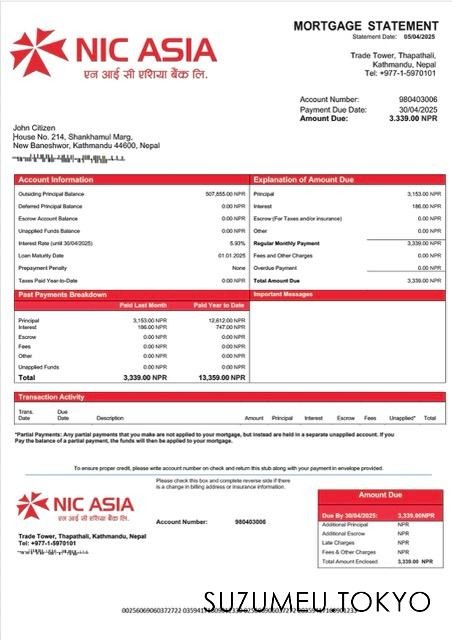 MORTGAGE STATEMENT
Statement Date: 05/04/2025
NIC ASIA
एन आई सी एशिया बैंक लि.
Trade Tower, Thapathali,
Kathmandu, Nepal
Tel: +977-1-5970101
Account Number: 980403006
Payment Due Date: 30/04/2025
Amount Due: 3.339.00 NPR
John Citizen
House No. 214, Shankhamul Marg,
New Baneshwor, Kathmandu 44600, Nepal
Account Information
Outsiding Principal Balance 507,855.00 NPR
Deferred Principal Balance 0.00 NPR
Escrow Account Balance 0.00 NPR
Unapplied Funds Balance 0.00 NPR
Interest Rate (until 30/04/2025) 5.93%
Loan Maturity Date 01.01.2025
Prepayment Penalty None
Taxes Paid Year-to-Date 0.00 NPR
Explanation of Amount Due
Principal 3,153.00 NPR
Interest 186.00 NPR
Escrow (For Taxes and/or insurance) 0.00 NPR
Other 0.00 NPR
Regular Monthly Payment 3,339.00 NPR
Fees and Other Charges 0.00 NPR
Overdue Payment 0.00 NPR
Total Amount Due 3,339.00 NPR
Past Payments Breakdown
Paid Last Month Paid Year to Date
Principal 3,153.00 NPR 12,612.00 NPR
Interest 186.00 NPR 747.00 NPR
Escrow 0.00 NPR 0.00 NPR
Fees 0.00 NPR 0.00 NPR
Other 0.00 NPR 0.00 NPR
Unapplied Funds 0.00 NPR 0.00 NPR
Total 3,339.00 NPR 13,359.00 NPR
Important Messages
Transaction Activity
Trans. Date Due Date Description Amount Principal Interest Escrow Fees Unapplied* Total
*Partial Payments: Any partial payments that you make are not applied to your mortgage, but instead are held in a separate unapplied account. If you
Pay the balance of a partial payment, the funds will then be applied to your mortgage.
To ensure proper credit, please write account number on check and return this stub along with your payment in envelope provided.
Please check this box and complete reverse side if there
is a change in billing address or insurance information.
NIC ASIA
एन आई सी एशिया बैंक लि.
Account Number: 980403006
Trade Tower, Thapathali, Kathmandu, Nepal
Tel: +977-1-5970101
Amount Due
Due By 30/04/2025: 3,339.00NPR
Additional Principal NPR
Additional Escrow NPR
Late Charges NPR
Fees & Other Charges NPR
Total Amount Enclosed 3,339.00 NPR
SUZUMEU.TOKYO